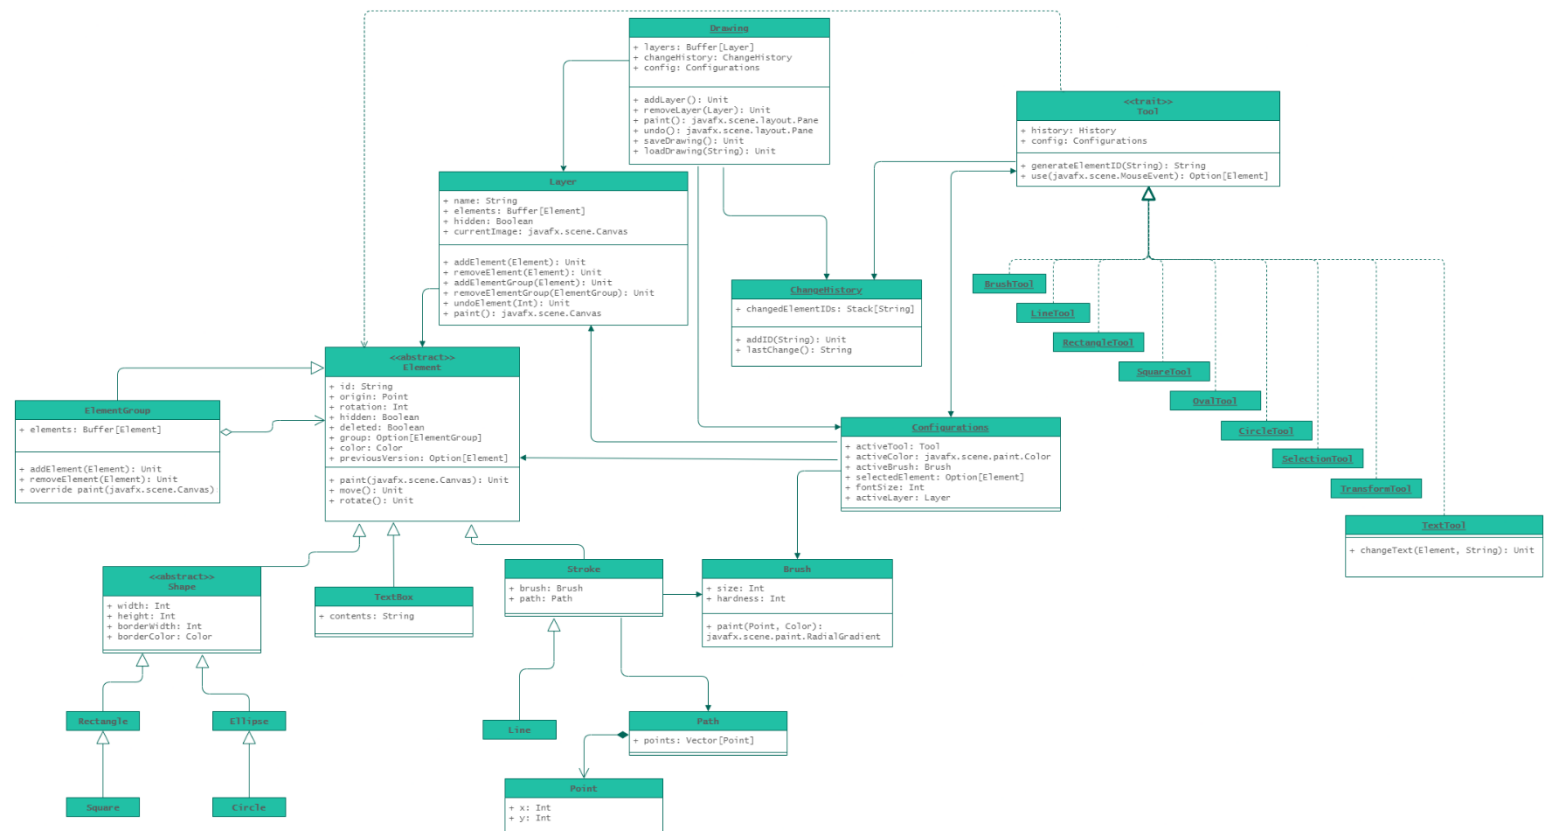 Drawing
+ layers: Buffer[Layer]
+ changeHistory: ChangeHistory
+ config: Configurations
+ addLayer(): Unit
+ removeLayer(Layer): Unit
+ paint(): javafx.scene.layout.Pane
+ undo(): javafx.scene.layout.Pane
+ saveDrawing(): Unit
+ loadDrawing(String): Unit
<<trait>>
Tool
+ history: History
+ config: Configurations
+ generateElementID(String): String
+ use(javafx.scene.MouseEvent): Option[Element]
Layer
+ name: String
+ elements: Buffer[Element]
+ hidden: Boolean
+ currentImage: javafx.scene.Canvas
+ addElement(Element): Unit
+ removeElement(Element): Unit
+ addElementGroup(Element): Unit
+ removeElementGroup(ElementGroup): Unit
+ undoElement(Int): Unit
+ paint(): javafx.scene.Canvas
ChangeHistory
+ changedElementIDs: Stack[String]
+ addID(String): Unit
+ lastChange(): String
BrushTool
LineTool
RectangleTool
SquareTool
OvalTool
CircleTool
SelectionTool
TransformTool
TextTool
+ changeText(Element, String): Unit
<<abstract>>
Element
+ id: String
+ origin: Point
+ rotation: Int
+ hidden: Boolean
+ deleted: Boolean
+ group: Option[ElementGroup]
+ color: Color
+ previousVersion: Option[Element]
+ paint(javafx.scene.Canvas): Unit
+ move(): Unit
+ rotate(): Unit
ElementGroup
+ elements: Buffer[Element]
+ addElement(Element): Unit
+ removeElement(Element): Unit
+ override paint(javafx.scene.Canvas)
Configurations
+ activeTool: Tool
+ activeColor: javafx.scene.paint.Color
+ activeBrush: Brush
+ selectedElement: Option[Element]
+ fontSize: Int
+ activeLayer: Layer
<<abstract>>
Shape
+ width: Int
+ height: Int
+ borderWidth: Int
+ borderColor: Color
TextBox
+ contents: String
Stroke
+ brush: Brush
+ path: Path
Brush
+ size: Int
+ hardness: Int
+ paint(Point, Color):
javafx.scene.paint.RadialGradient
Rectangle
Ellipse
Line
Path
+ points: Vector[Point]
Square
Circle
Point
+ x: Int
+ y: Int